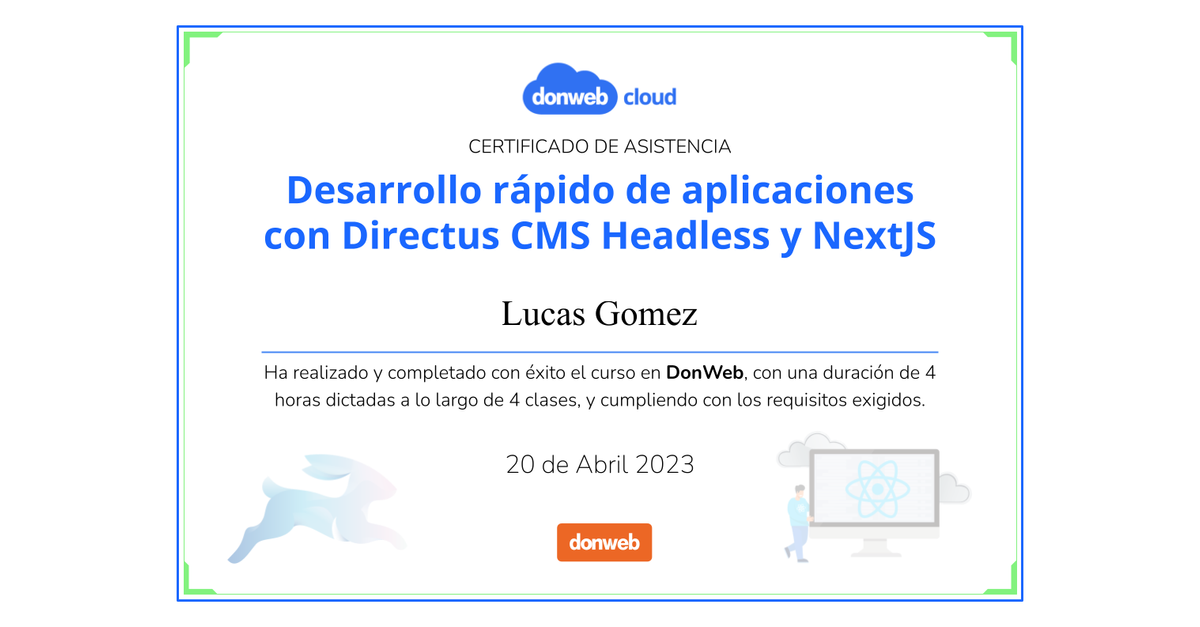 donweb cloud
CERTIFICADO DE ASISTENCIA
Desarrollo rápido de aplicaciones
con Directus CMS Headless y NextJS
Lucas Gomez
Ha realizado y completado con éxito el curso en DonWeb, con una duración de 4
horas dictadas a lo largo de 4 clases, y cumpliendo con los requisitos exigidos.
20 de Abril 2023
donweb